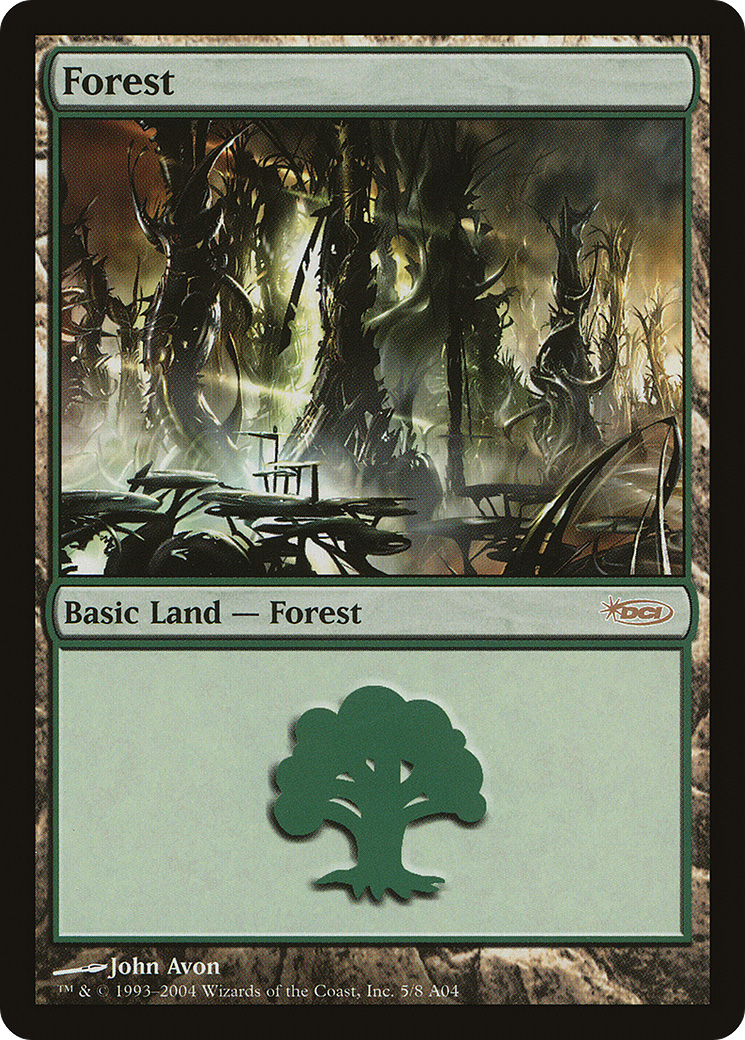 Forest
Basic Land — Forest
DCI
John Avon
™ & © 1993–2004 Wizards of the Coast, Inc. 5/8 A04